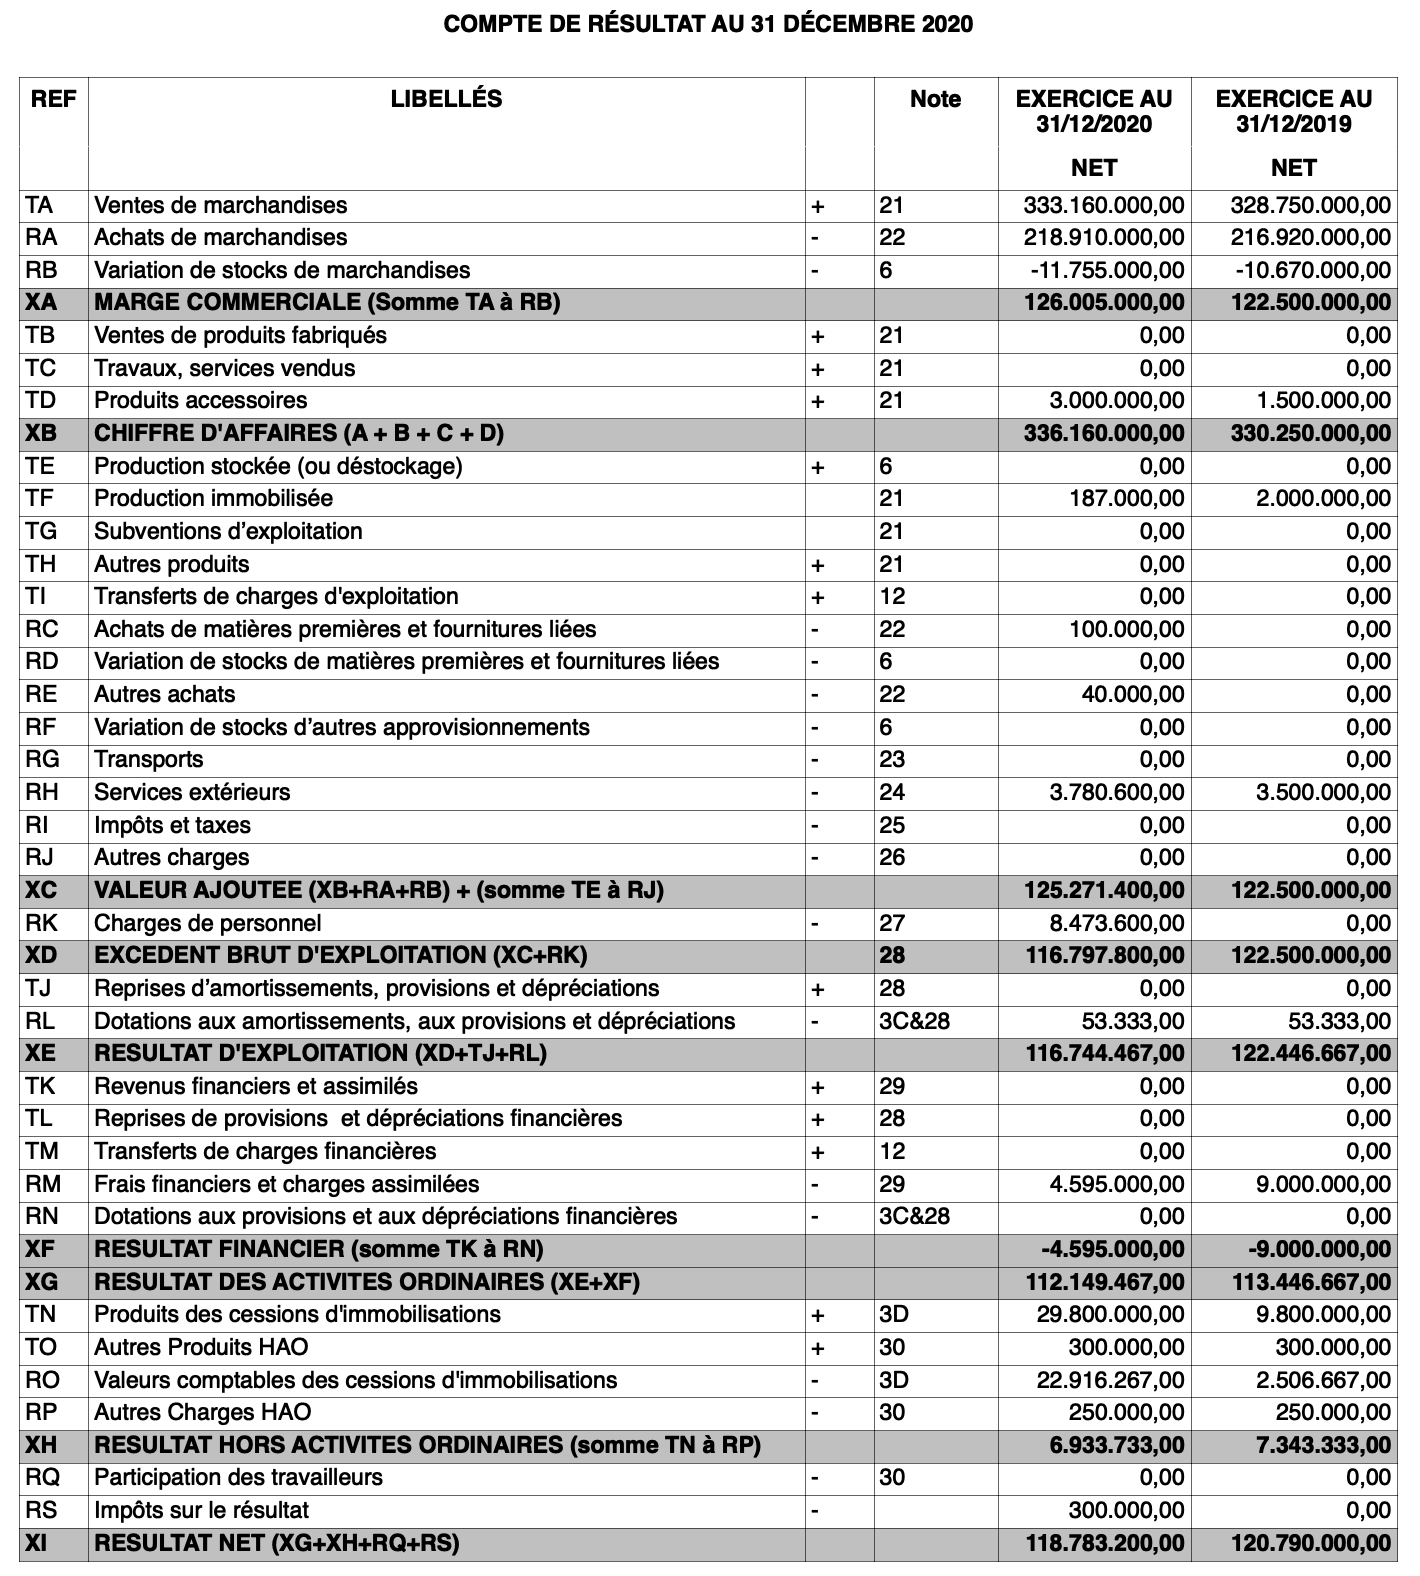 COMPTE DE RÉSULTAT AU 31 DÉCEMBRE 2020
REF LIBELLÉS Note EXERCICE AU 31/12/2020 EXERCICE AU 31/12/2019
NET NET
TA Ventes de marchandises + 21 333.160.000,00 328.750.000,00
RA Achats de marchandises - 22 218.910.000,00 216.920.000,00
RB Variation de stocks de marchandises - 6 -11.755.000,00 -10.670.000,00
XA MARGE COMMERCIALE (Somme TA à RB) 126.005.000,00 122.500.000,00
TB Ventes de produits fabriqués + 21 0,00 0,00
TC Travaux, services vendus + 21 0,00 0,00
TD Produits accessoires + 21 3.000.000,00 1.500.000,00
XB CHIFFRE D'AFFAIRES (A + B + C + D) 336.160.000,00 330.250.000,00
TE Production stockée (ou déstockage) + 6 0,00 0,00
TF Production immobilisée 21 187.000,00 2.000.000,00
TG Subventions d’exploitation 21 0,00 0,00
TH Autres produits + 21 0,00 0,00
TI Transferts de charges d'exploitation + 12 0,00 0,00
RC Achats de matières premières et fournitures liées - 22 100.000,00 0,00
RD Variation de stocks de matières premières et fournitures liées - 6 0,00 0,00
RE Autres achats - 22 40.000,00 0,00
RF Variation de stocks d’autres approvisionnements - 6 0,00 0,00
RG Transports - 23 0,00 0,00
RH Services extérieurs - 24 3.780.600,00 3.500.000,00
RI Impôts et taxes - 25 0,00 0,00
RJ Autres charges - 26 0,00 0,00
XC VALEUR AJOUTEE (XB+RA+RB) + (somme TE à RJ) 125.271.400,00 122.500.000,00
RK Charges de personnel - 27 8.473.600,00 0,00
XD EXCEDENT BRUT D'EXPLOITATION (XC+RK) 28 116.797.800,00 122.500.000,00
TJ Reprises d’amortissements, provisions et dépréciations + 28 0,00 0,00
RL Dotations aux amortissements, aux provisions et dépréciations - 3C&28 53.333,00 53.333,00
XE RESULTAT D'EXPLOITATION (XD+TJ+RL) 116.744.467,00 122.446.667,00
TK Revenus financiers et assimilés + 29 0,00 0,00
TL Reprises de provisions et dépréciations financières + 28 0,00 0,00
TM Transferts de charges financières + 12 0,00 0,00
RM Frais financiers et charges assimilées - 29 4.595.000,00 9.000.000,00
RN Dotations aux provisions et aux dépréciations financières - 3C&28 0,00 0,00
XF RESULTAT FINANCIER (somme TK à RN) -4.595.000,00 -9.000.000,00
XG RESULTAT DES ACTIVITES ORDINAIRES (XE+XF) 112.149.467,00 113.446.667,00
TN Produits des cessions d'immobilisations + 3D 29.800.000,00 9.800.000,00
TO Autres Produits HAO + 30 300.000,00 300.000,00
RO Valeurs comptables des cessions d'immobilisations - 3D 22.916.267,00 2.506.667,00
RP Autres Charges HAO - 30 250.000,00 250.000,00
XH RESULTAT HORS ACTIVITES ORDINAIRES (somme TN à RP) 6.933.733,00 7.343.333,00
RQ Participation des travailleurs - 30 0,00 0,00
RS Impôts sur le résultat - 300.000,00 0,00
XI RESULTAT NET (XG+XH+RQ+RS) 118.783.200,00 120.790.000,00